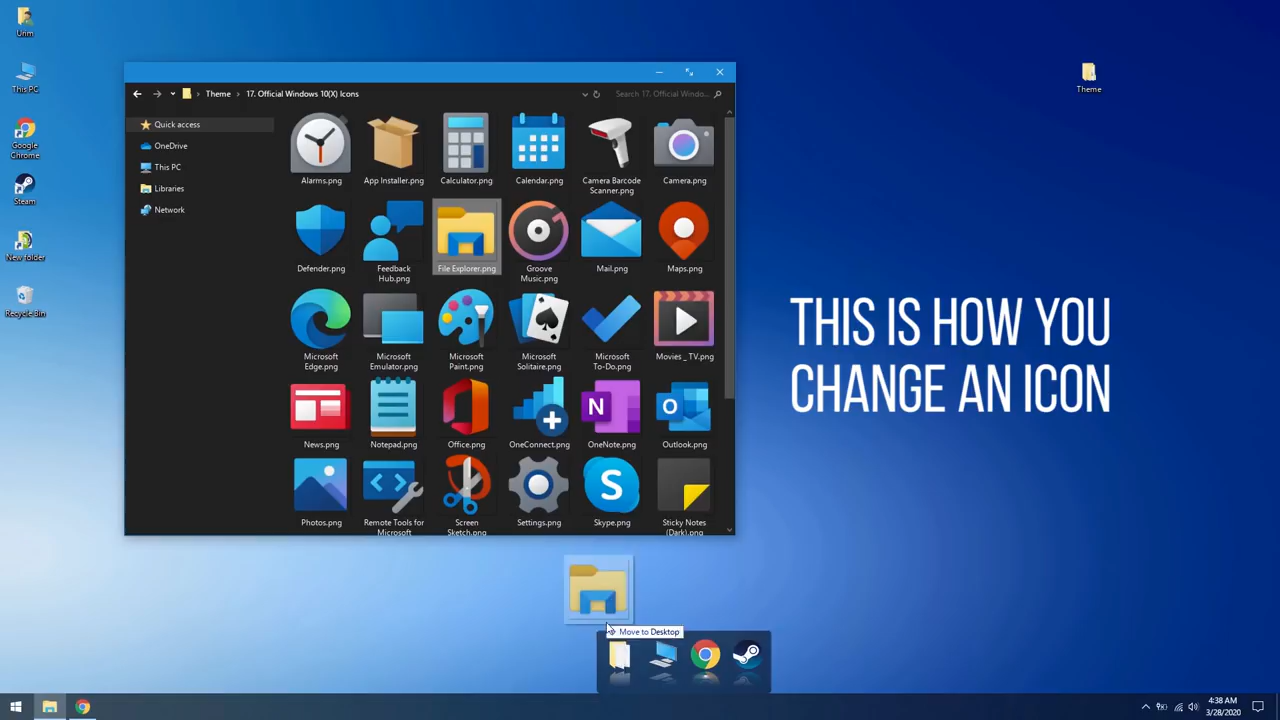 Unm
This PC
Google
Chrome
Steam
New folder
Recycle Bin
Theme
Theme
17. Official Windows 10(X) Icons
Search 17. Official Windo...
Quick access
OneDrive
This PC
Libraries
Network
Alarms.png
App Installer.png
Calculator.png
Calendar.png
Camera Barcode
Scanner.png
Camera.png
Defender.png
Feedback
Hub.png
File Explorer.png
Groove
Music.png
Mail.png
Maps.png
Microsoft
Edge.png
Microsoft
Emulator.png
Microsoft
Paint.png
Microsoft
Solitaire.png
Microsoft
To-Do.png
Movies _ TV.png
News.png
Notepad.png
Office.png
OneConnect.png
OneNote.png
Outlook.png
Photos.png
Remote Tools for
Microsoft
Screen
Sketch.png
Settings.png
Skype.png
Sticky Notes
(Dark).png
THIS IS HOW YOU
CHANGE AN ICON
Move to Desktop
4:38 AM
3/28/2020